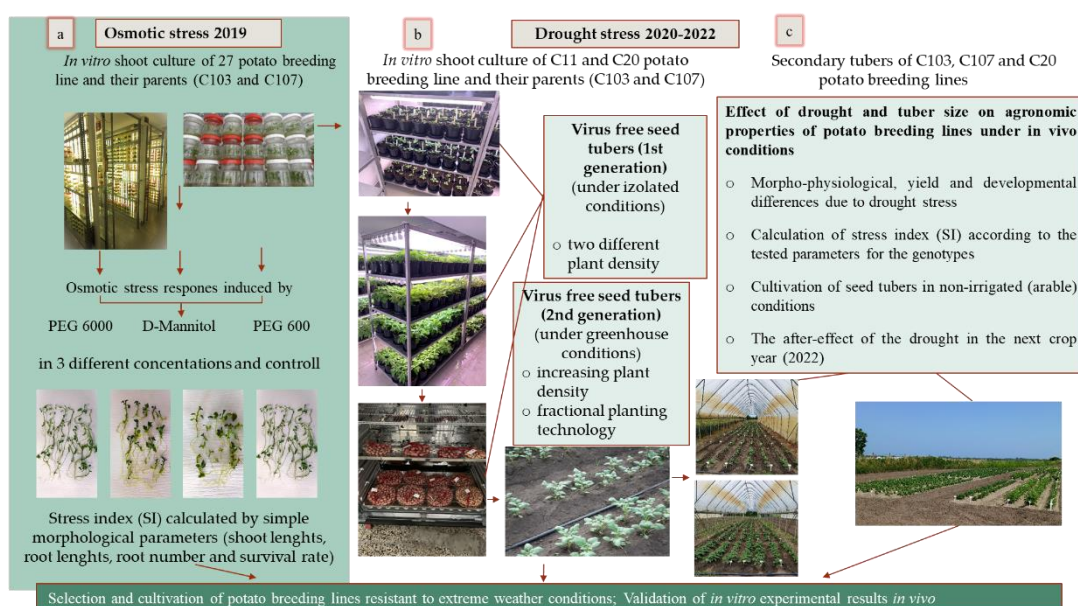 a
Osmotic stress 2019
In vitro shoot culture of 27 potato breeding
line and their parents (C103 and C107)
Osmotic stress respones induced by
PEG 6000
D-Mannitol
PEG 600
in 3 different concentations and controll
Stress index (SI) calculated by simple
morphological parameters (shoot lenghts,
root lenghts, root number and survival rate)
b
Drought stress 2020-2022
In vitro shoot culture of C11 and C20 potato
breeding line and their parents (C103 and C107)
Virus free seed
tubers (1st
generation)
(under izolated
conditions)
o two different
plant density
Virus free seed tubers
(2nd generation)
(under greenhouse
conditions)
o increasing plant
density
o fractional planting
technology
c
Secondary tubers of C103, C107 and C20
potato breeding lines
Effect of drought and tuber size on agronomic
properties of potato breeding lines under in vivo
conditions
o Morpho-physiological, yield and developmental
differences due to drought stress
o Calculation of stress index (SI) according to the
tested parameters for the genotypes
o Cultivation of seed tubers in non-irrigated (arable)
conditions
o The after-effect of the drought in the next crop
year (2022)
Selection and cultivation of potato breeding lines resistant to extreme weather conditions; Validation of in vitro experimental results in vivo